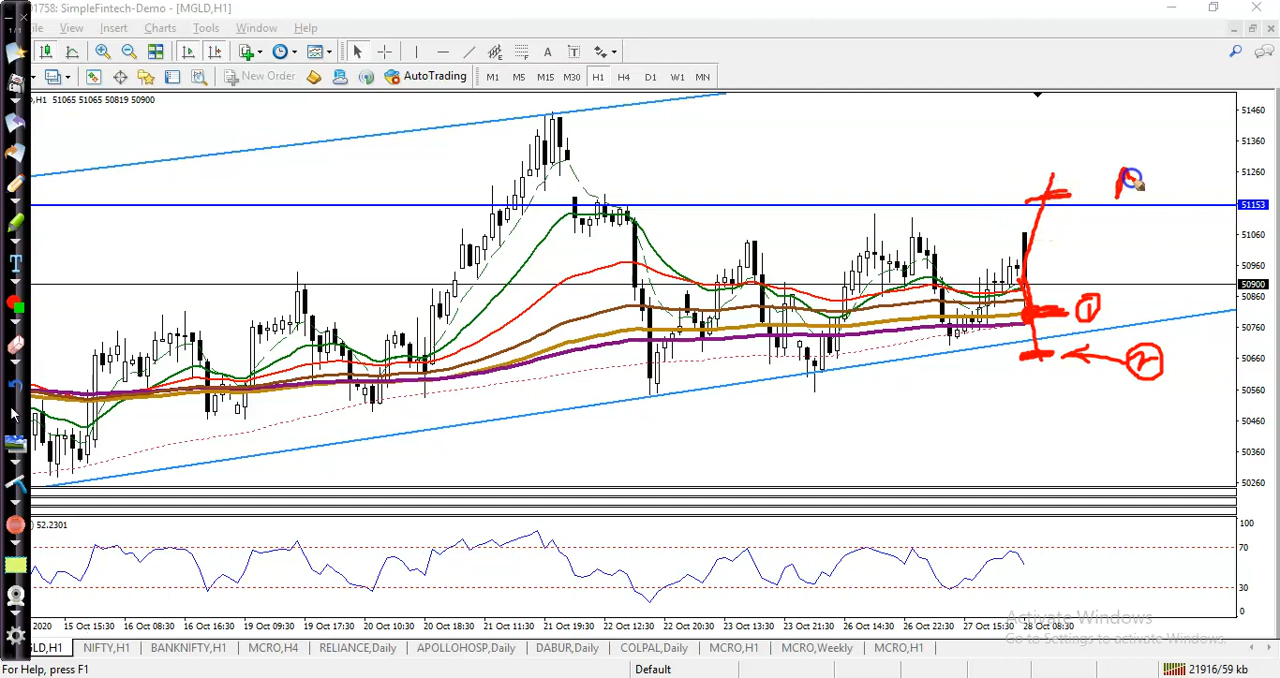 01758: SimpleFintech-Demo - [MGLD,H1]
ile View Insert Charts Tools Window Help
1/1
New Order AutoTrading M1 M5 M15 M30 H1 H4 D1 W1 MN
,H1 51065 51065 50819 50900
51460
51360
51260
51153
51060
50960
50900
50860
1
50760
50660
2
50560
50460
50360
50260
52.2301
100
70
30
0
2020 15 Oct 15:30 16 Oct 08:30 16 Oct 19:30 19 Oct 10:30 19 Oct 17:30 20 Oct 10:30 20 Oct 18:30 21 Oct 11:30 21 Oct 19:30 22 Oct 12:30 22 Oct 20:30 23 Oct 13:30 23 Oct 21:30 26 Oct 14:30 26 Oct 22:30 27 Oct 15:30 28 Oct 08:30
Activate Windows
Go to Settings to activate Windows.
GLD,H1 NIFTY,H1 BANKNIFTY,H1 MCRO,H4 RELIANCE,Daily APOLLOHOSP,Daily DABUR,Daily COLPAL,Daily MCRO,H1 MCRO,Weekly MCRO,H1
For Help, press F1 Default 21916/59 kb